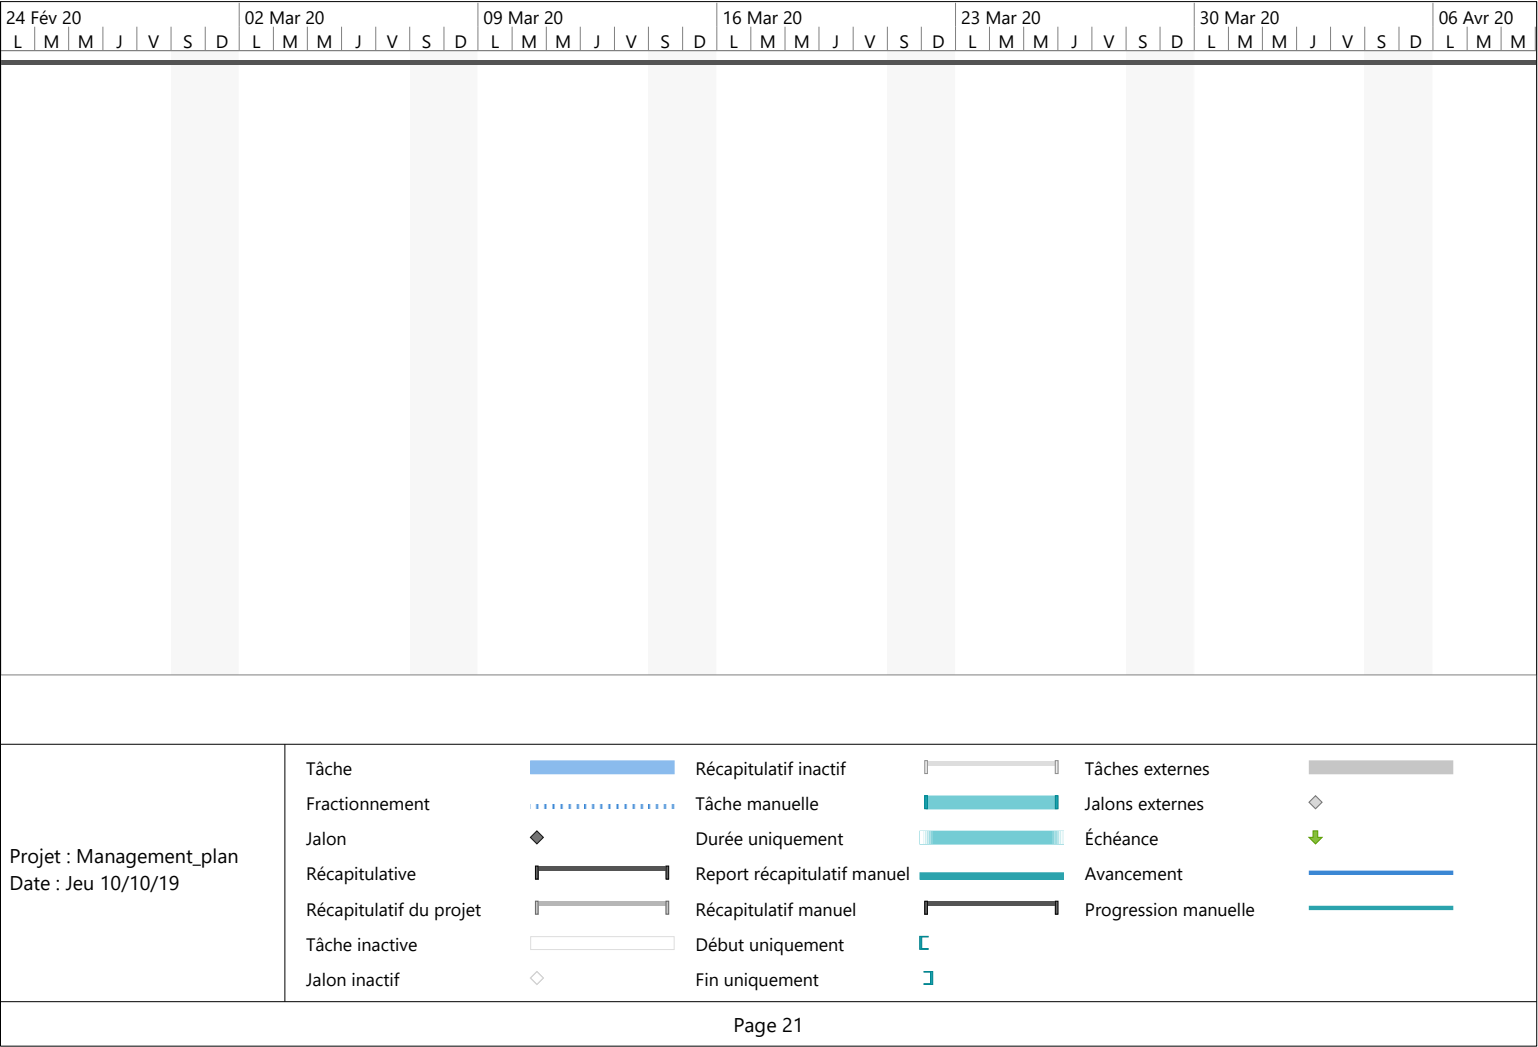 24 Fév 20 02 Mar 20 09 Mar 20 16 Mar 20 23 Mar 20 30 Mar 20 06 Avr 20
L M M J V S D L M M J V S D L M M J V S D L M M J V S D L M M J V S D L M M J V S D L M M
Projet : Management_plan
Date : Jeu 10/10/19
Tâche
Fractionnement
Jalon
Récapitulative
Récapitulatif du projet
Tâche inactive
Jalon inactif
Récapitulatif inactif
Tâche manuelle
Durée uniquement
Report récapitulatif manuel
Récapitulatif manuel
Début uniquement
Fin uniquement
Tâches externes
Jalons externes
Échéance
Avancement
Progression manuelle
Page 21